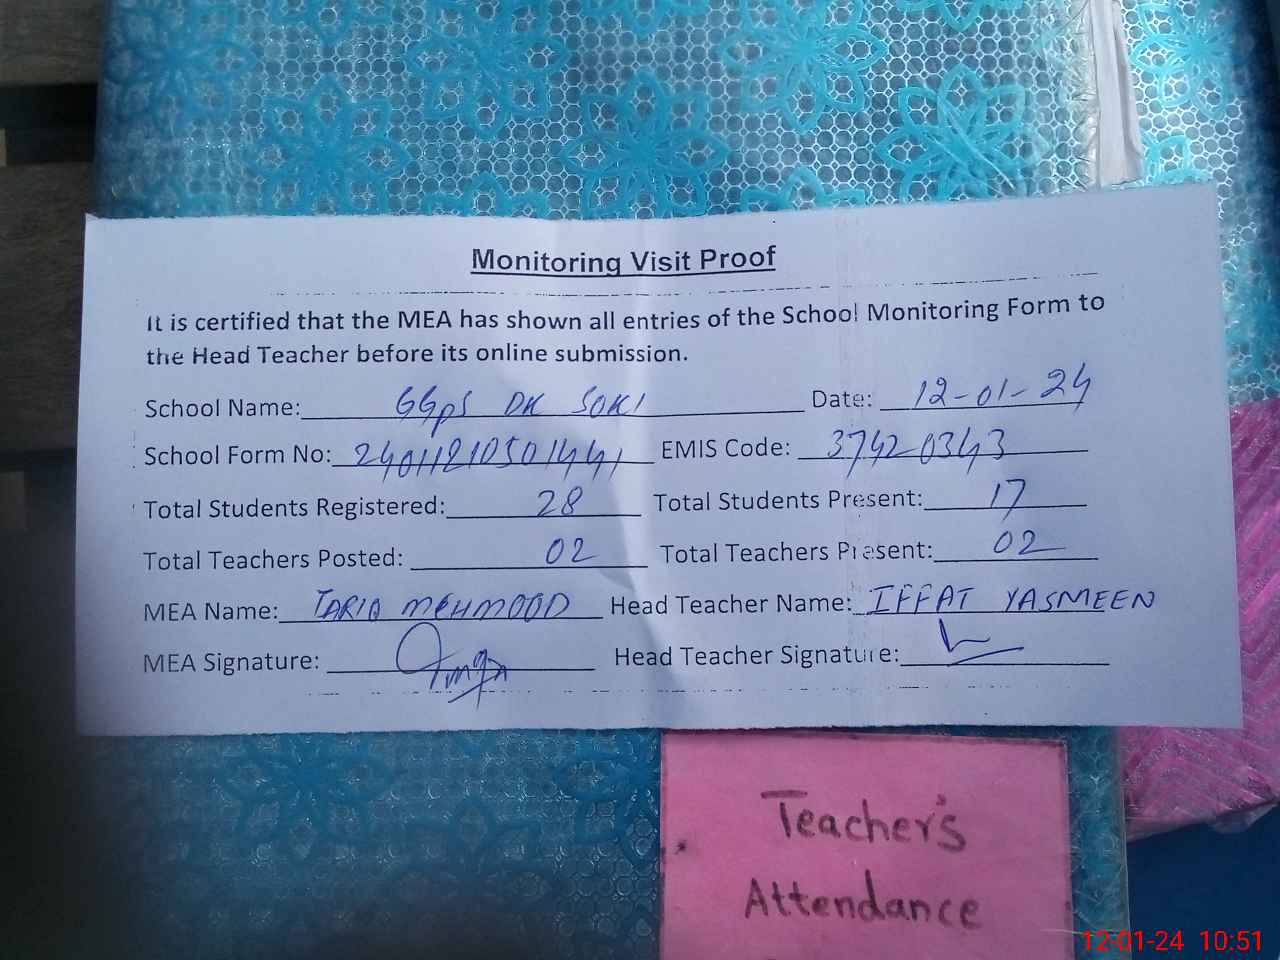 Monitoring Visit Proof
It is certified that the MEA has shown all entries of the School Monitoring Form to
the Head Teacher before its online submission.
School Name: GGPS DK SOKI Date: 12-01-24
School Form No: EMIS Code: 37420343
Total Students Registered: 28 Total Students Present: 17
Total Teachers Posted: 02 Total Teachers Present: 02
MEA Name: TARIQ MEHMOOD Head Teacher Name: IFFAT YASMEEN
MEA Signature: Head Teacher Signature:
Teacher's
Attendance
12-01-24 10:51